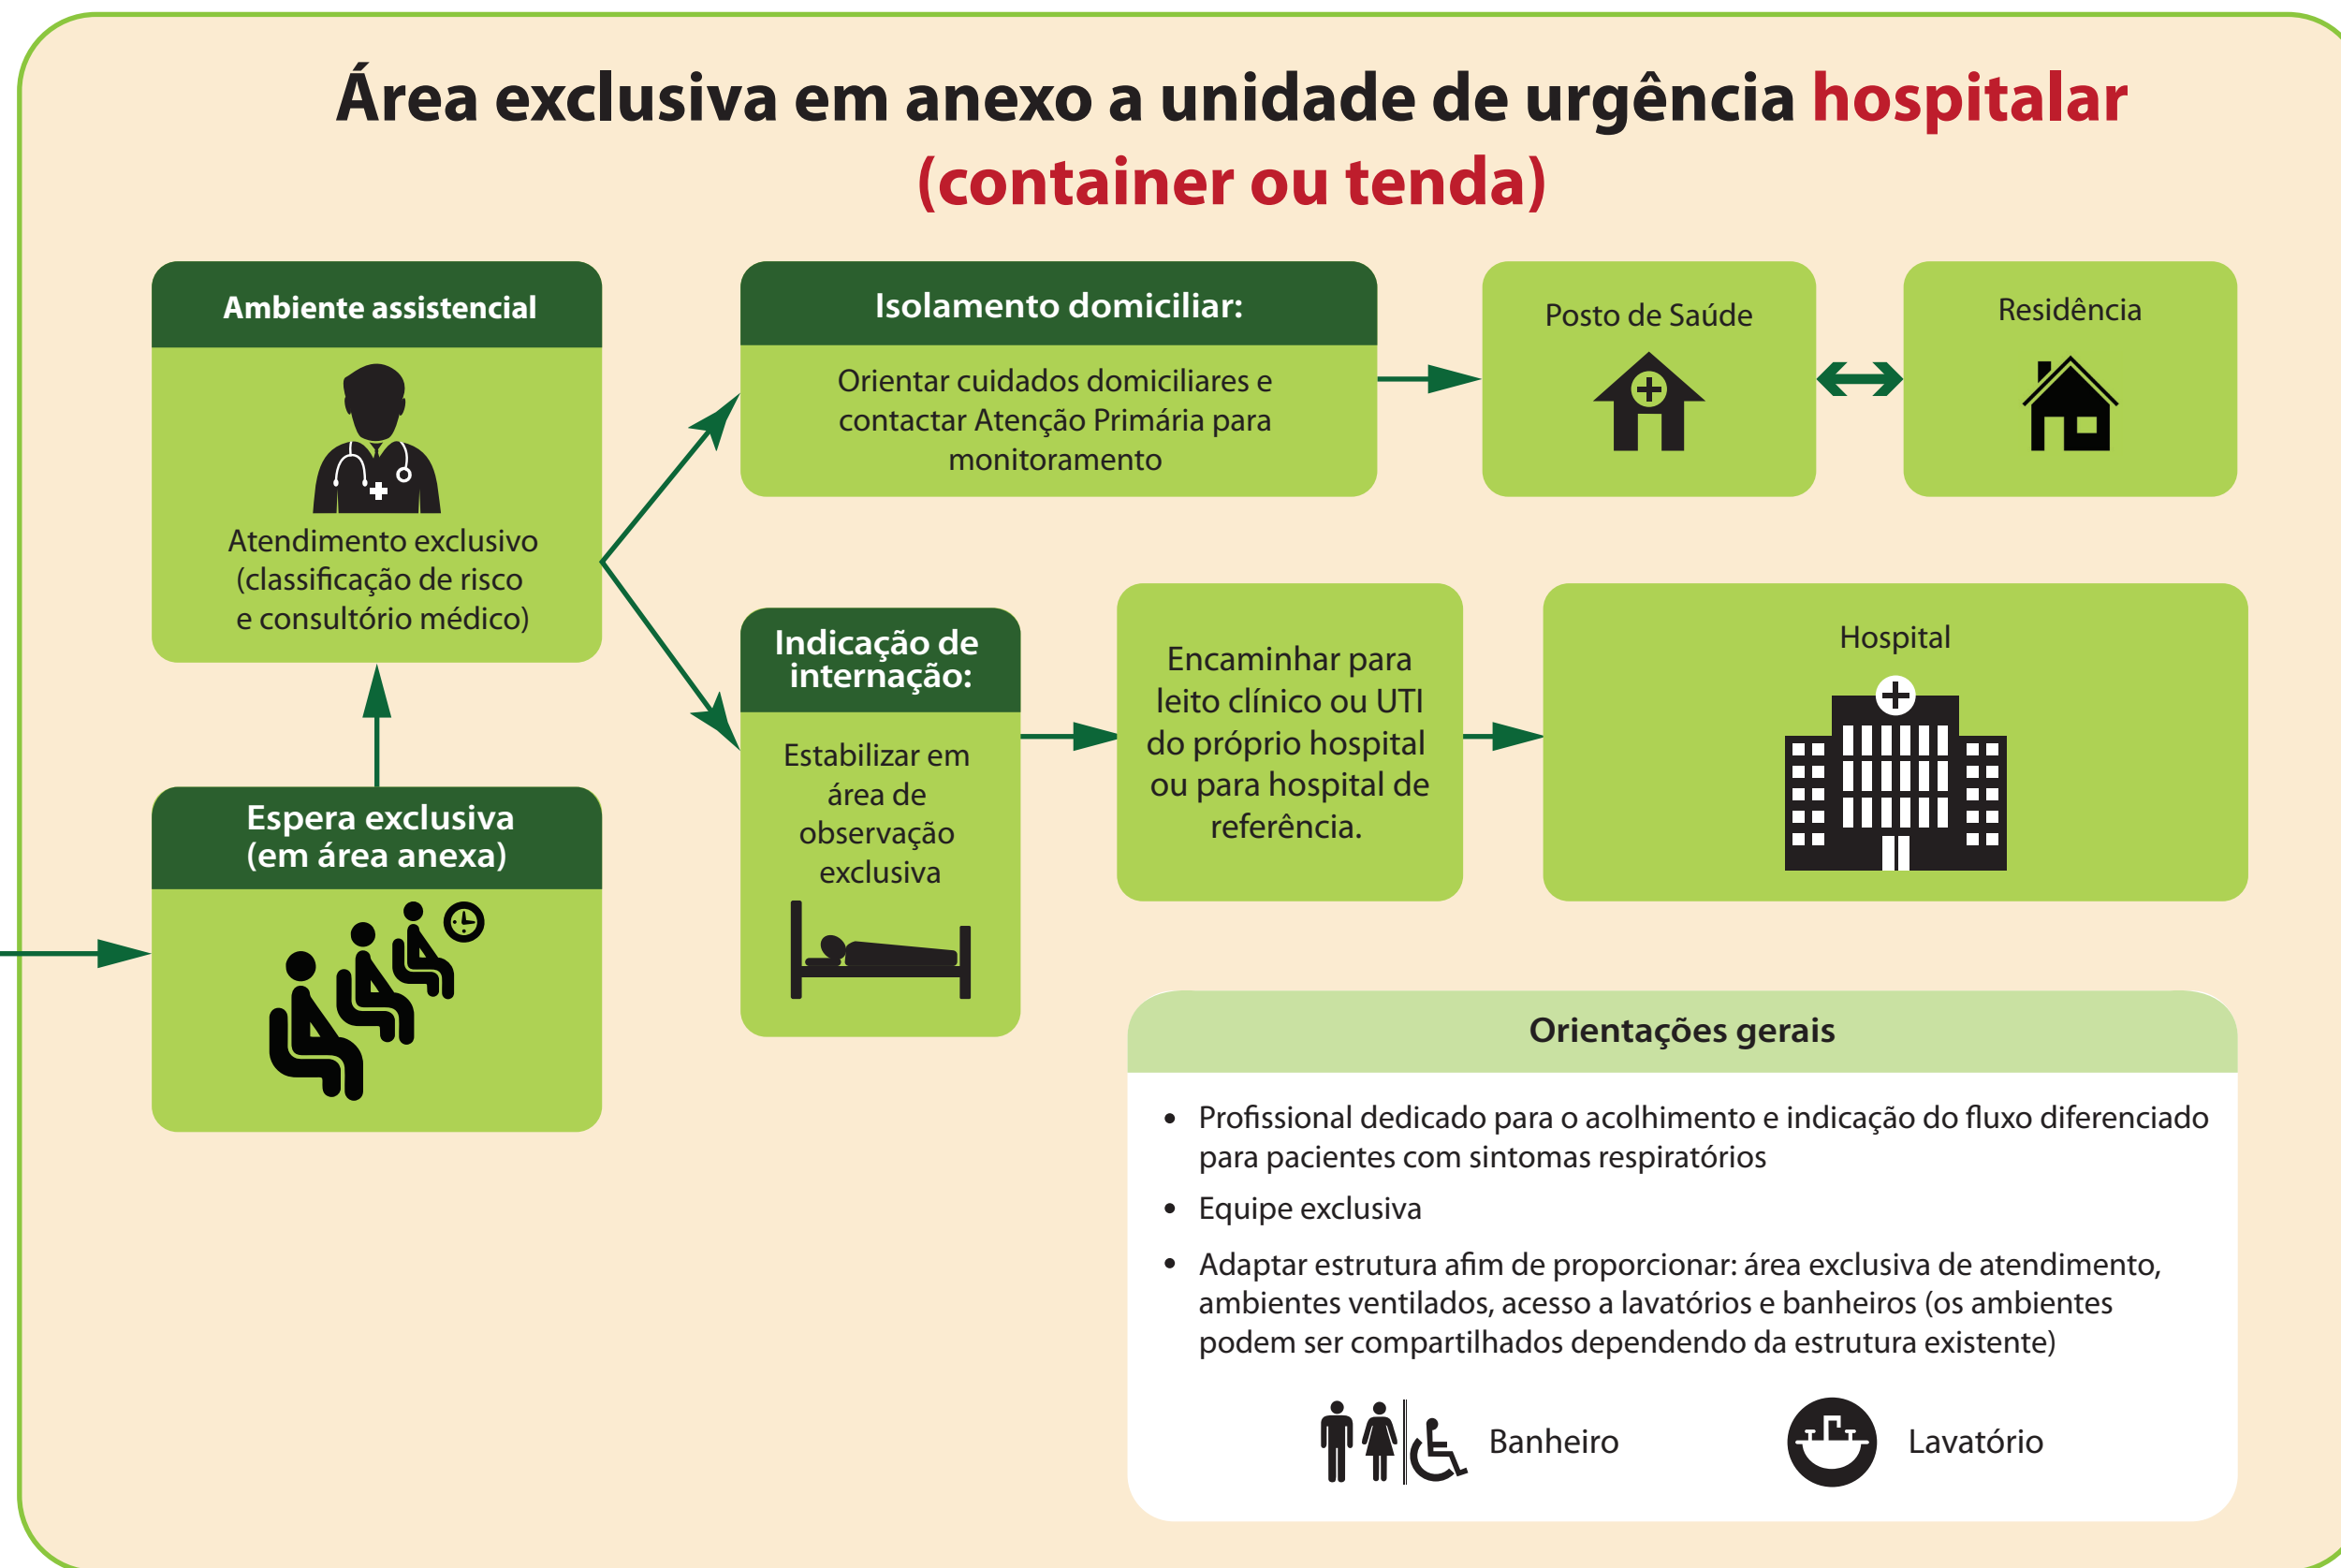 Área exclusiva em anexo a unidade de urgência hospitalar
(container ou tenda)
Ambiente assistencial
Atendimento exclusivo
(classificação de risco
e consultório médico)
Espera exclusiva
(em área anexa)
Isolamento domiciliar:
Orientar cuidados domiciliares e
contactar Atenção Primária para
monitoramento
Posto de Saúde
Residência
Indicação de
internação:
Estabilizar em
área de
observação
exclusiva
Encaminhar para
leito clínico ou UTI
do próprio hospital
ou para hospital de
referência.
Hospital
Orientações gerais
• Profissional dedicado para o acolhimento e indicação do fluxo diferenciado
para pacientes com sintomas respiratórios
• Equipe exclusiva
• Adaptar estrutura afim de proporcionar: área exclusiva de atendimento,
ambientes ventilados, acesso a lavatórios e banheiros (os ambientes
podem ser compartilhados dependendo da estrutura existente)
Banheiro
Lavatório